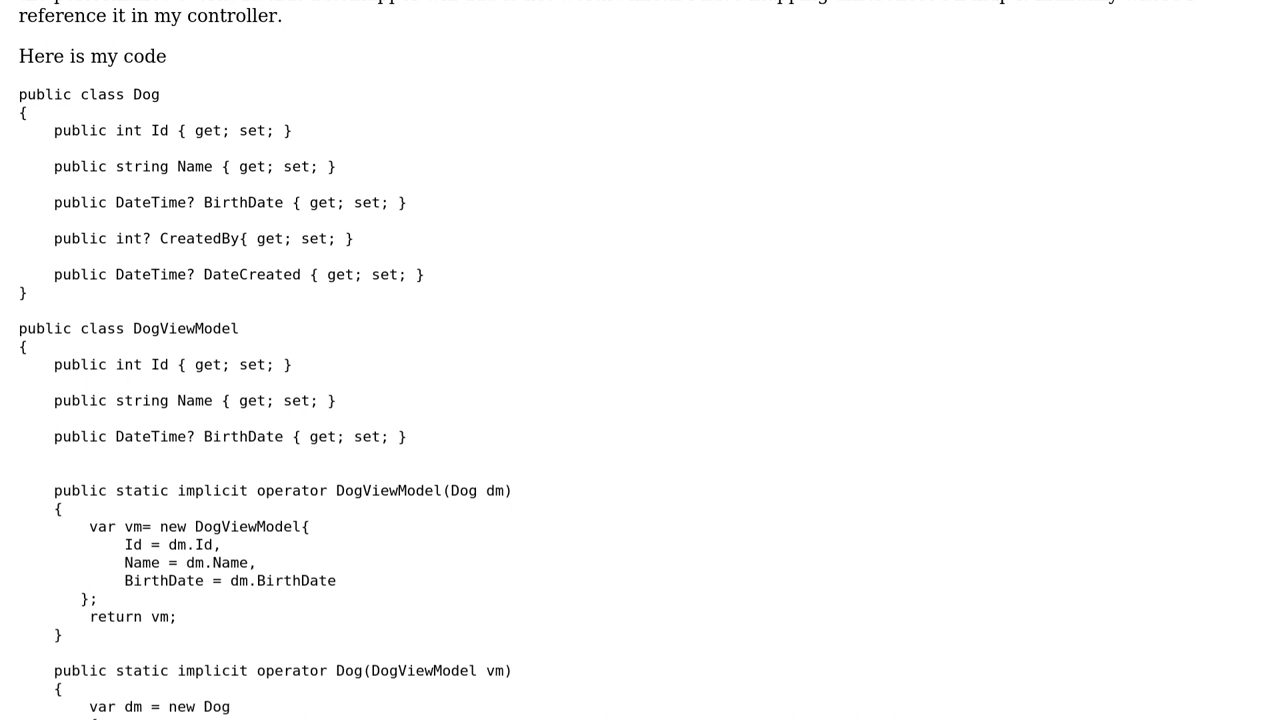 reference it in my controller.
Here is my code
public class Dog
{
    public int Id { get; set; }
    public string Name { get; set; }
    public DateTime? BirthDate { get; set; }
    public int? CreatedBy{ get; set; }
    public DateTime? DateCreated { get; set; }
}
public class DogViewModel
{
    public int Id { get; set; }
    public string Name { get; set; }
    public DateTime? BirthDate { get; set; }
    public static implicit operator DogViewModel(Dog dm)
    {
        var vm= new DogViewModel{
            Id = dm.Id,
            Name = dm.Name,
            BirthDate = dm.BirthDate
       };
        return vm;
    }
    public static implicit operator Dog(DogViewModel vm)
    {
        var dm = new Dog